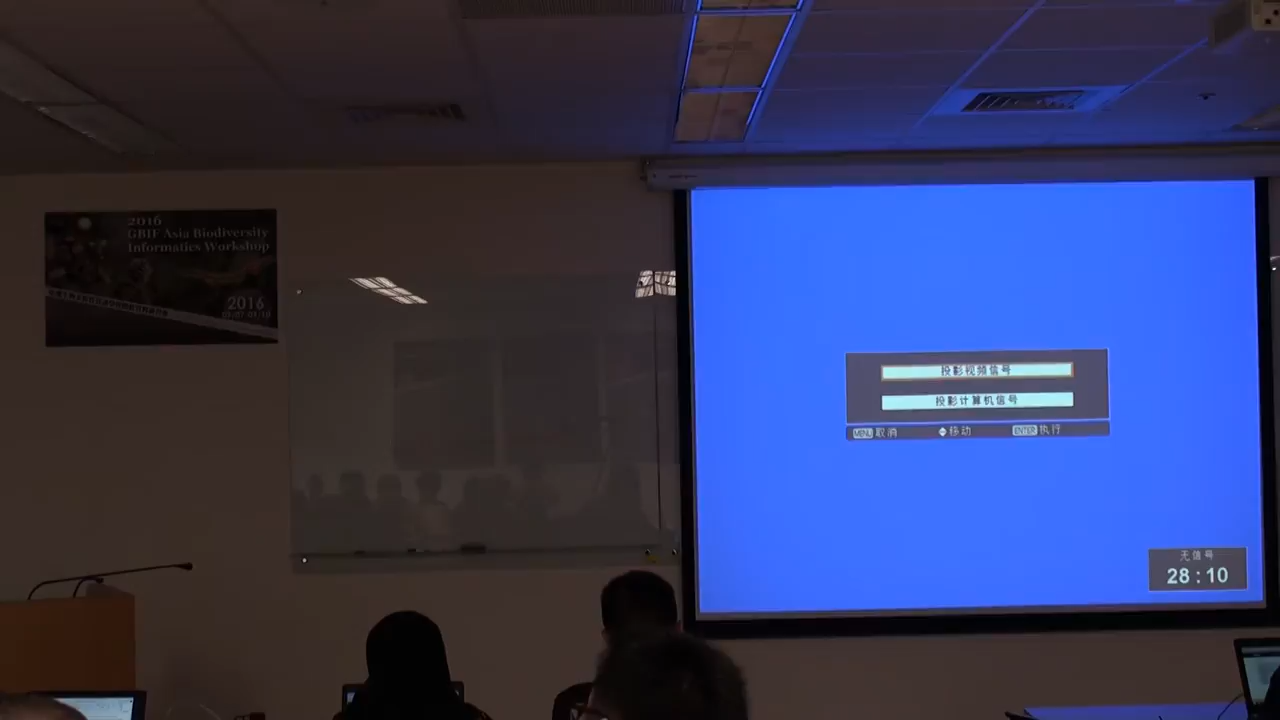 2016
GBIF Asia Biodiversity
Informatics Workshop
2016
投影视频信号
投影计算机信号
MENU 取消
移动
ENTER 执行
无信号
28:10